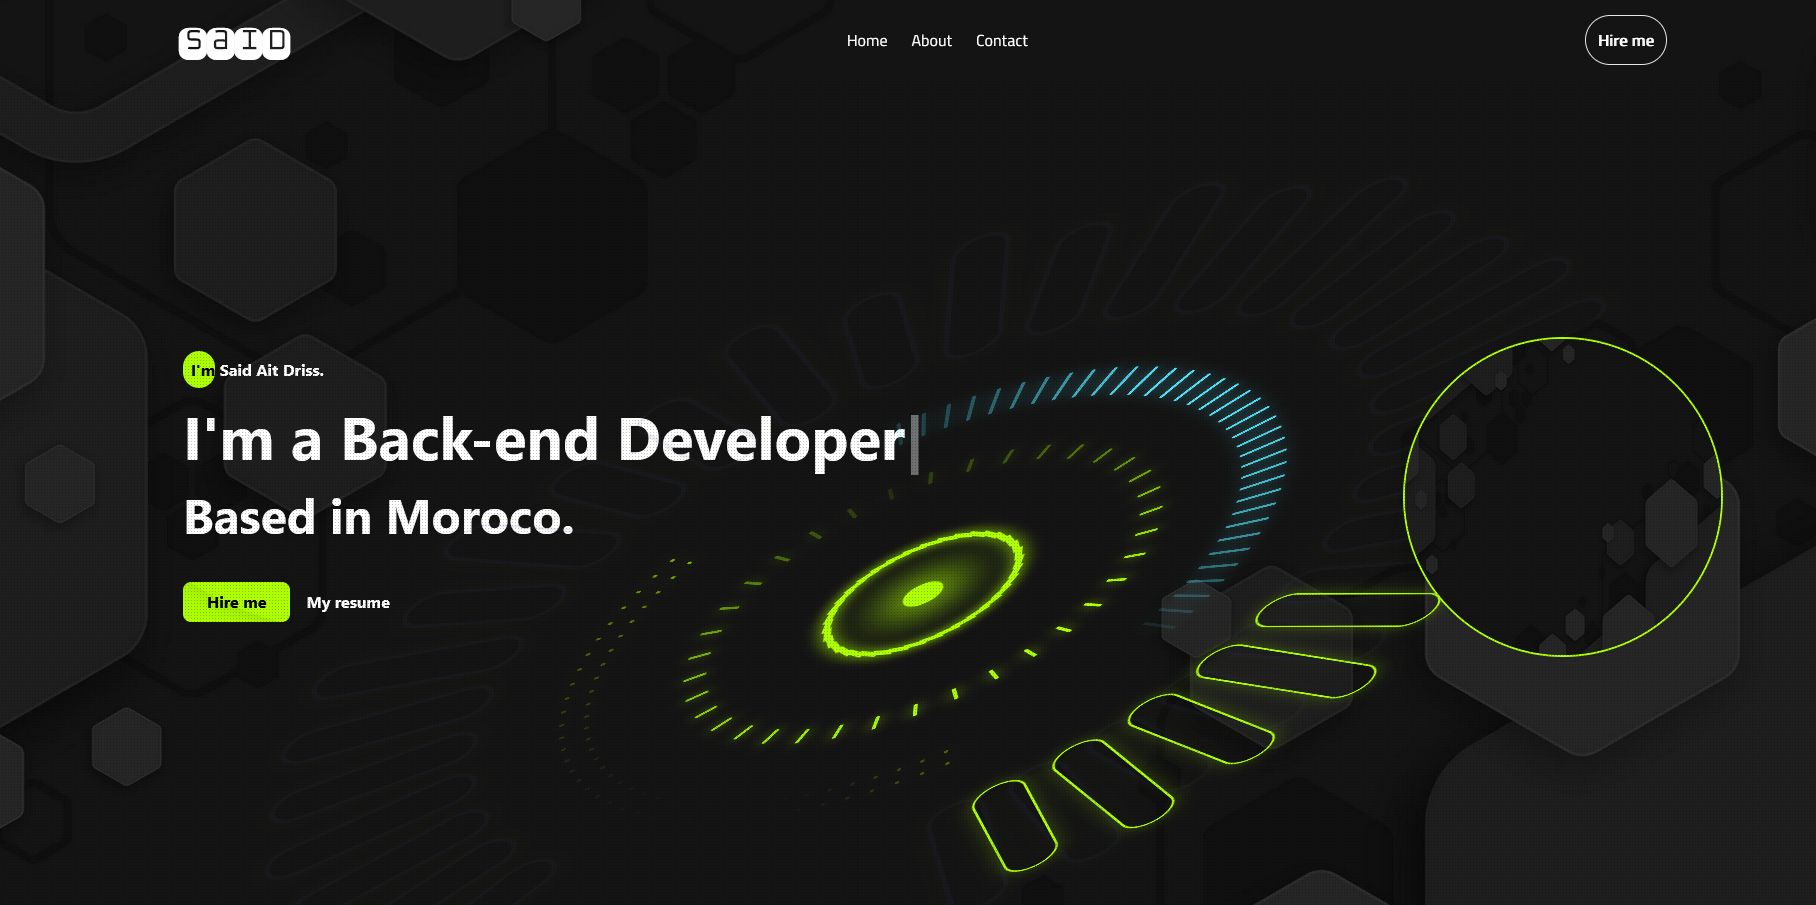 SaID
Home About Contact
Hire me
I'm Said Ait Driss.
I'm a Back-end Developer
Based in Moroco.
Hire me My resume